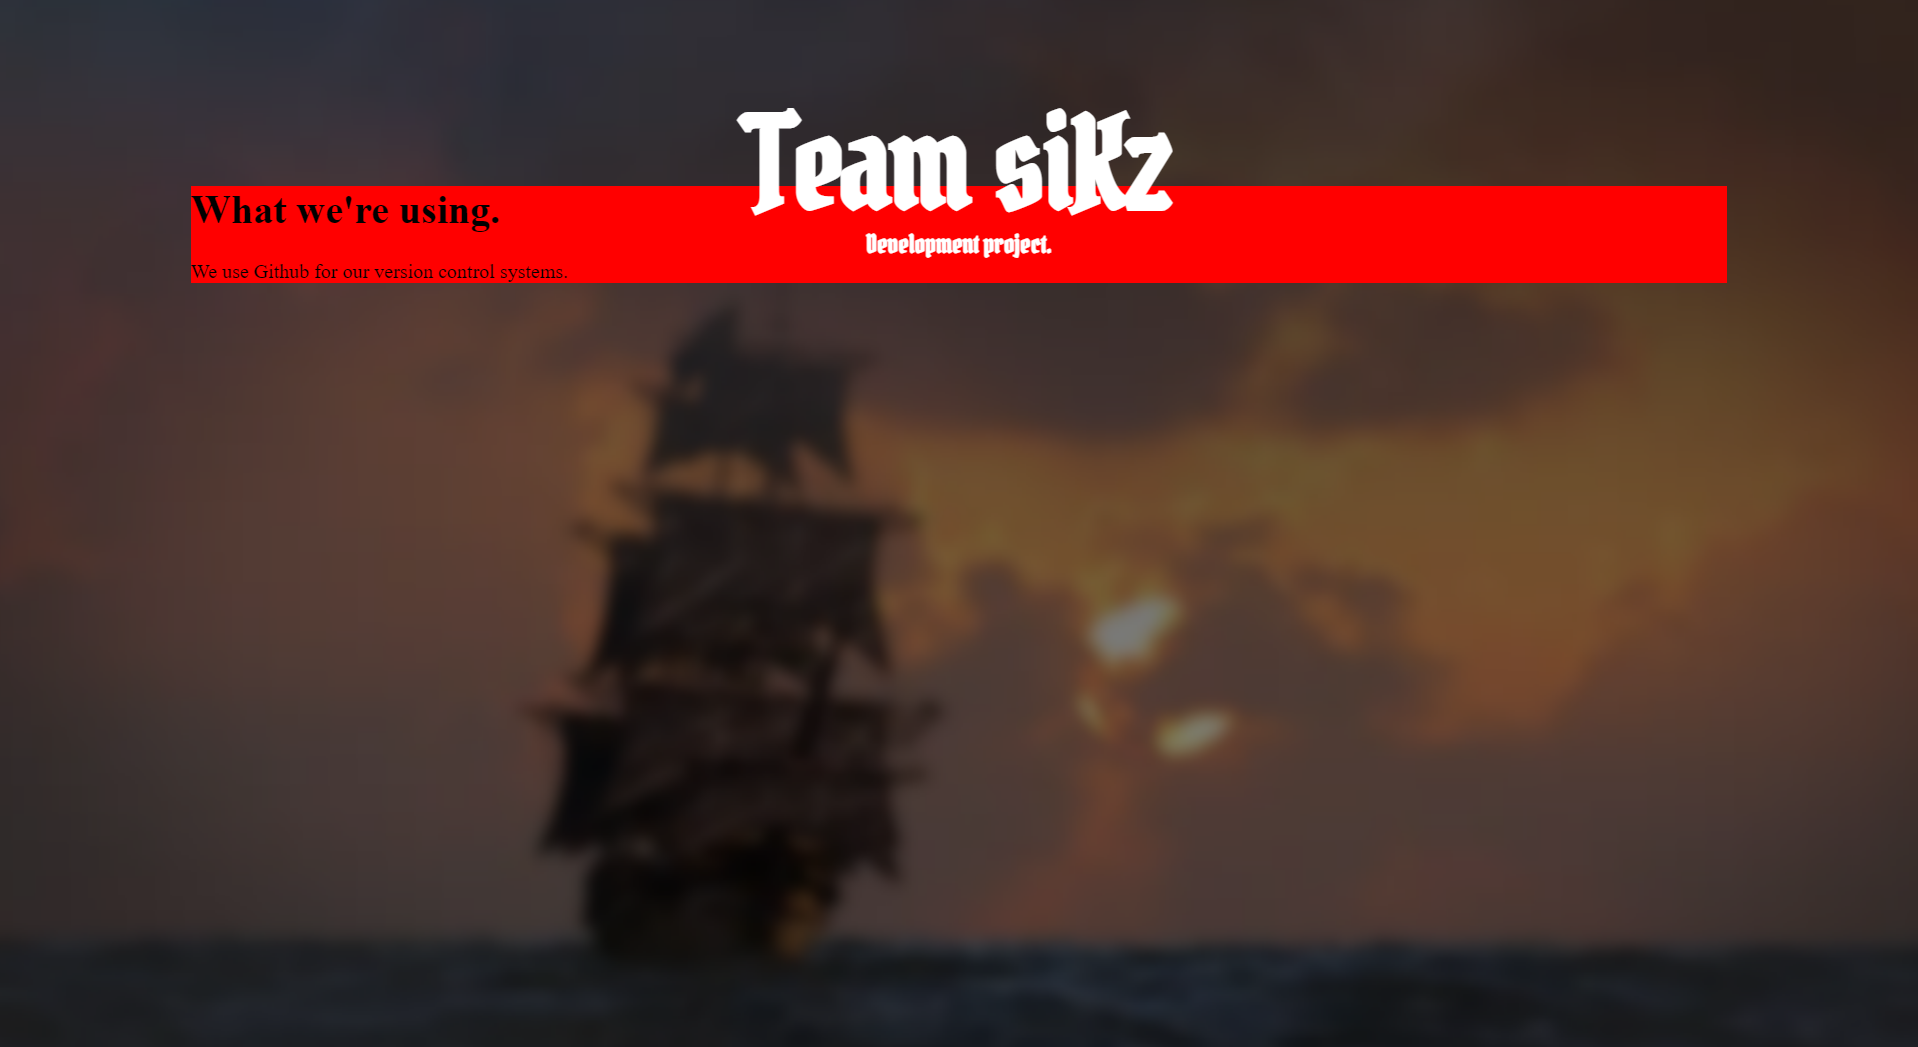 Team sikz
What we're using.
Development project.
We use Github for our version control systems.